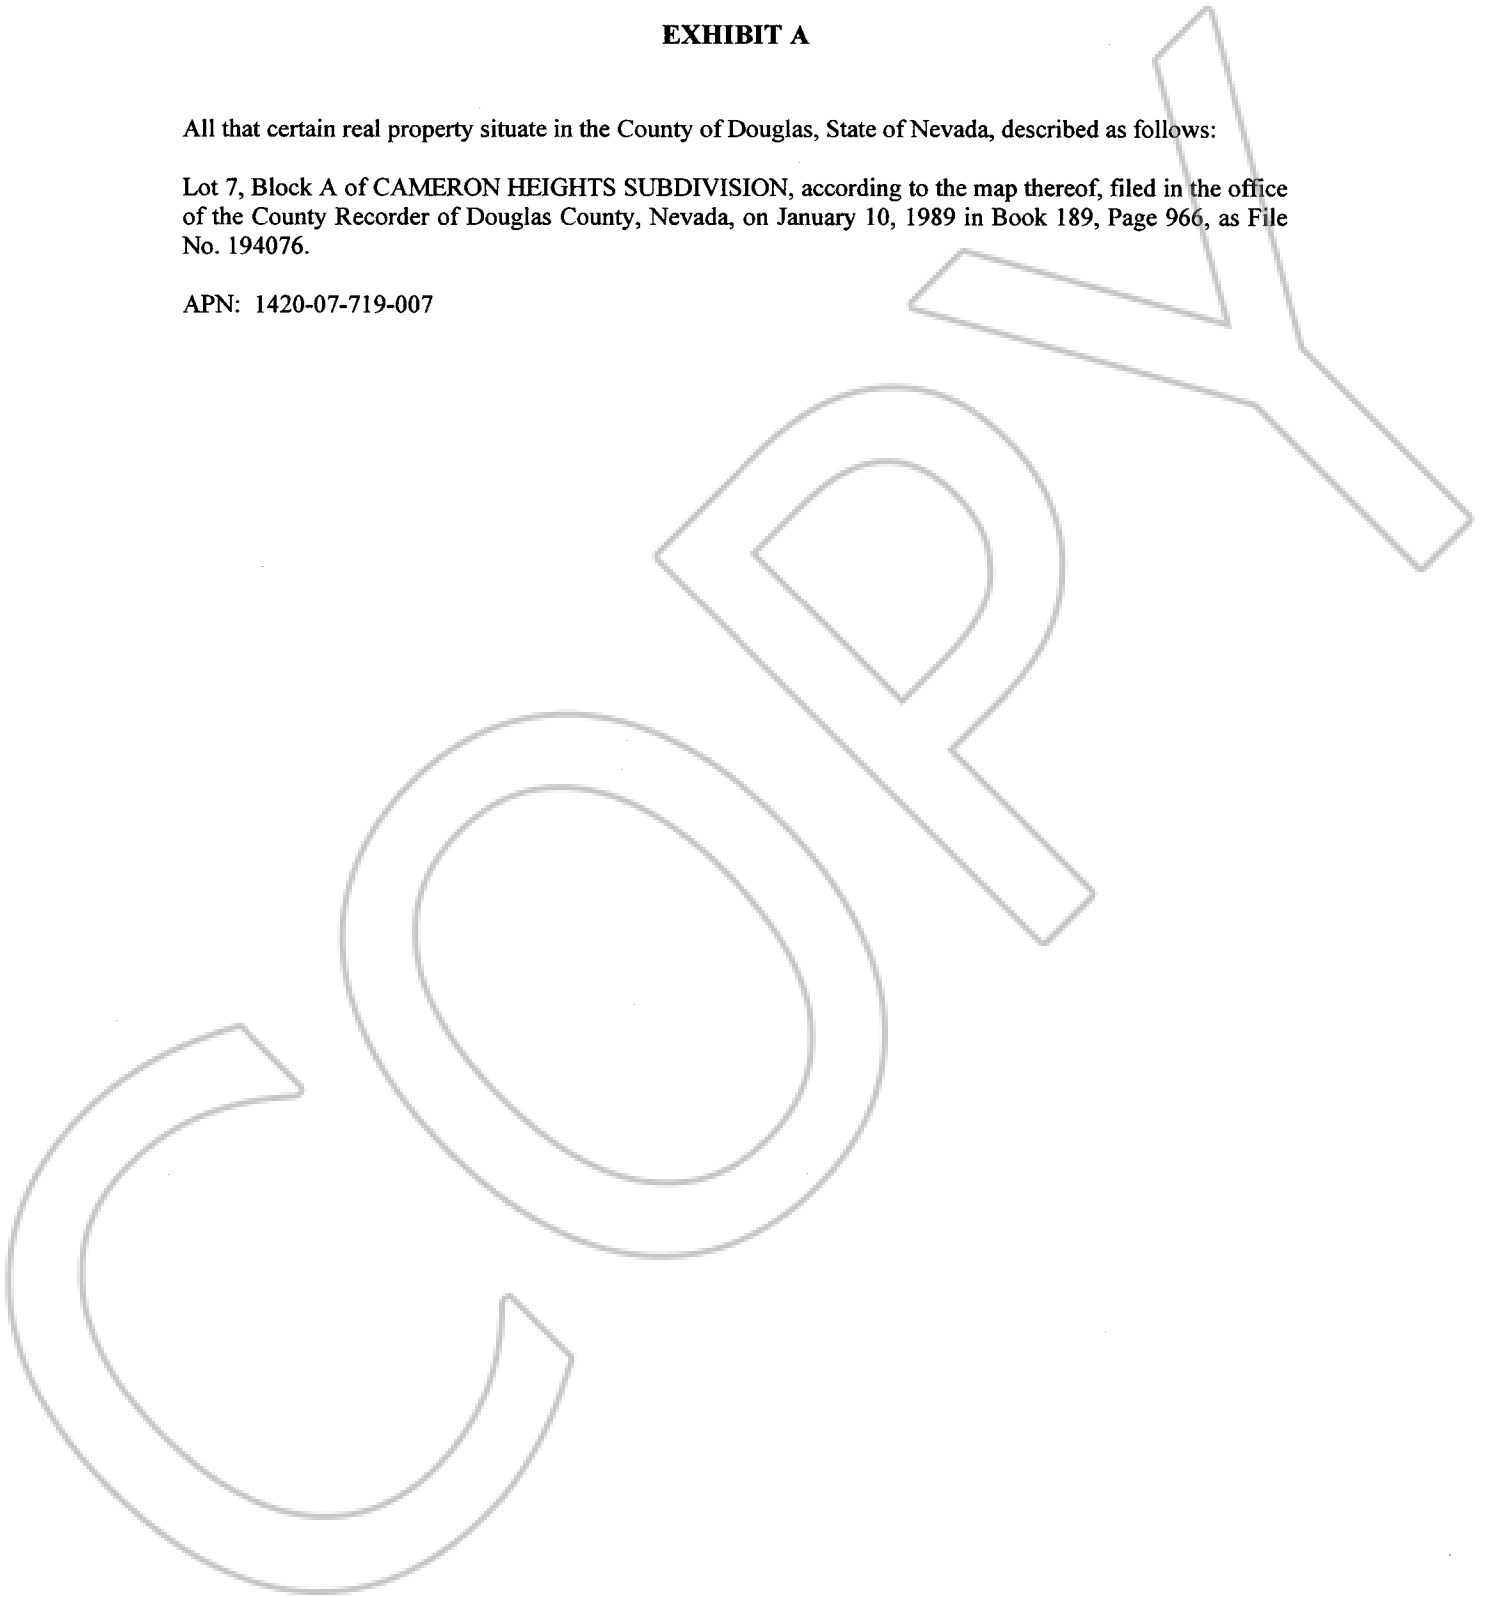 EXHIBIT A
All that certain real property situate in the County of Douglas, State of Nevada, described as follows:
Lot 7, Block A of CAMERON HEIGHTS SUBDIVISION, according to the map thereof, filed in the office
of the County Recorder of Douglas County, Nevada, on January 10, 1989 in Book 189, Page 966, as File
No. 194076.
APN: 1420-07-719-007
COPY